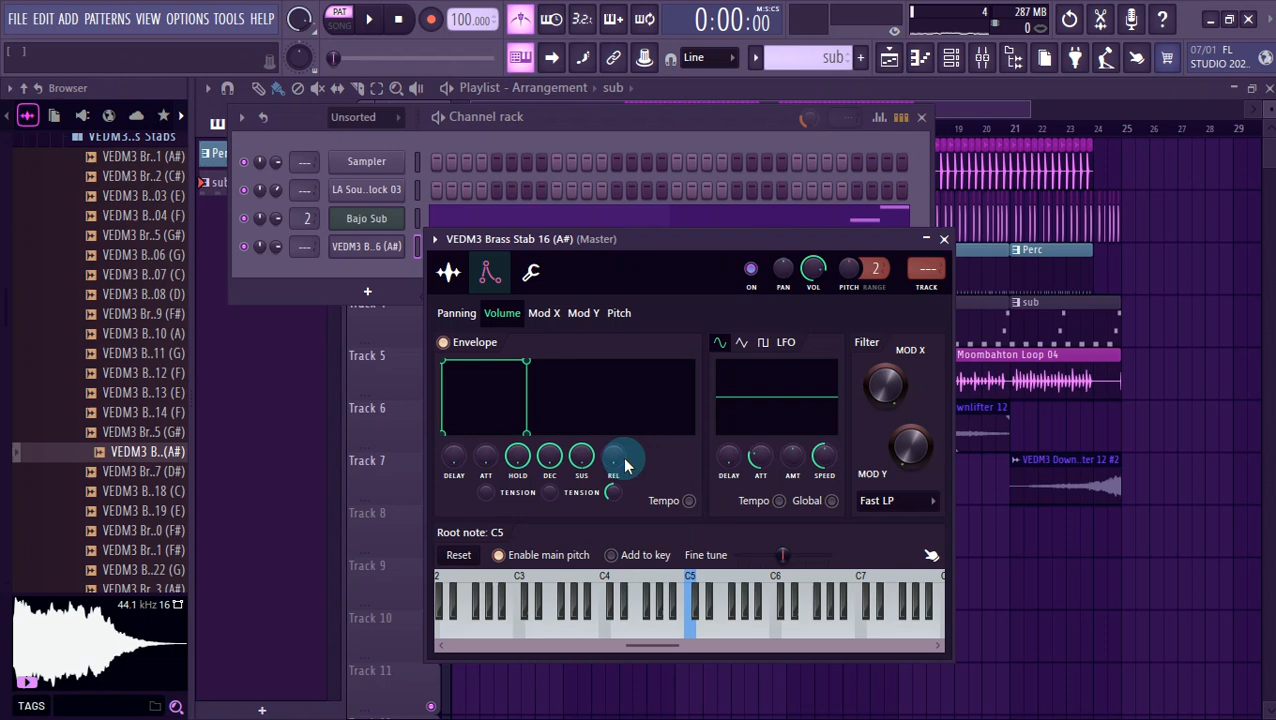 FILE EDIT ADD PATTERNS VIEW OPTIONS TOOLS HELP
PAT
SONG
100.000
3.2:
0:00:00
M:S:CS
4
287 MB
0
[ ]
Line
sub
07/01 FL
STUDIO 202...
Browser
Playlist - Arrangement
sub
VEDM3..s Stabs
VEDM3 Br..1 (A#)
VEDM3 Br..2 (C#)
VEDM3 B..03 (E)
VEDM3 B..04 (F)
VEDM3 Br..5 (G#)
VEDM3 B..06 (G)
VEDM3 B..07 (C)
VEDM3 B..08 (D)
VEDM3 Br..9 (F#)
VEDM3 B..10 (A)
VEDM3 B..11 (G)
VEDM3 B..12 (F)
VEDM3 B..13 (E)
VEDM3 B..14 (F)
VEDM3 Br..5 (G#)
VEDM3 B..(A#)
VEDM3 Br..7 (D#)
VEDM3 B..18 (C)
VEDM3 B..19 (E)
VEDM3 Br..0 (F#)
VEDM3 Br..1 (F#)
VEDM3 B..22 (G)
VEDM3 Br..3 (A#)
44.1 kHz 16
TAGS
Unsorted
Channel rack
Sampler
LA Sou...lock 03
2
Bajo Sub
VEDM3 B..6 (A#)
Perc
sub
19 20 21 22 23 24 25 26 27 28 29
Perc
sub
Moombahton Loop 04
wnlifter 12
VEDM3 Down...ter 12 #2
Track 5
Track 6
Track 7
Track 8
Track 9
Track 10
Track 11
VEDM3 Brass Stab 16 (A#) (Master)
2
ON PAN VOL PITCH RANGE TRACK
Panning Volume Mod X Mod Y Pitch
Envelope
LFO
Filter
MOD X
MOD Y
DELAY ATT HOLD DEC SUS REL
TENSION TENSION
Tempo
DELAY ATT AMT SPEED
Tempo Global
Fast LP
Root note: C5
Reset
Enable main pitch
Add to key
Fine tune
2 C3 C4 C5 C6 C7 C